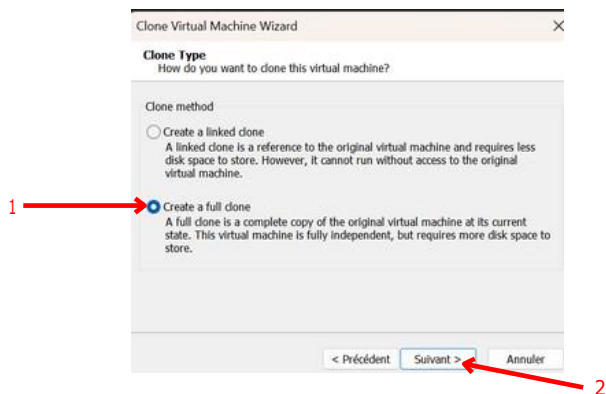 Clone Virtual Machine Wizard
Clone Type
How do you want to clone this virtual machine?
Clone method
Create a linked clone
A linked clone is a reference to the original virtual machine and requires less
disk space to store. However, it cannot run without access to the original
virtual machine.
1
Create a full clone
A full clone is a complete copy of the original virtual machine at its current
state. This virtual machine is fully independent, but requires more disk space to
store.
< Précédent Suivant > Annuler
2